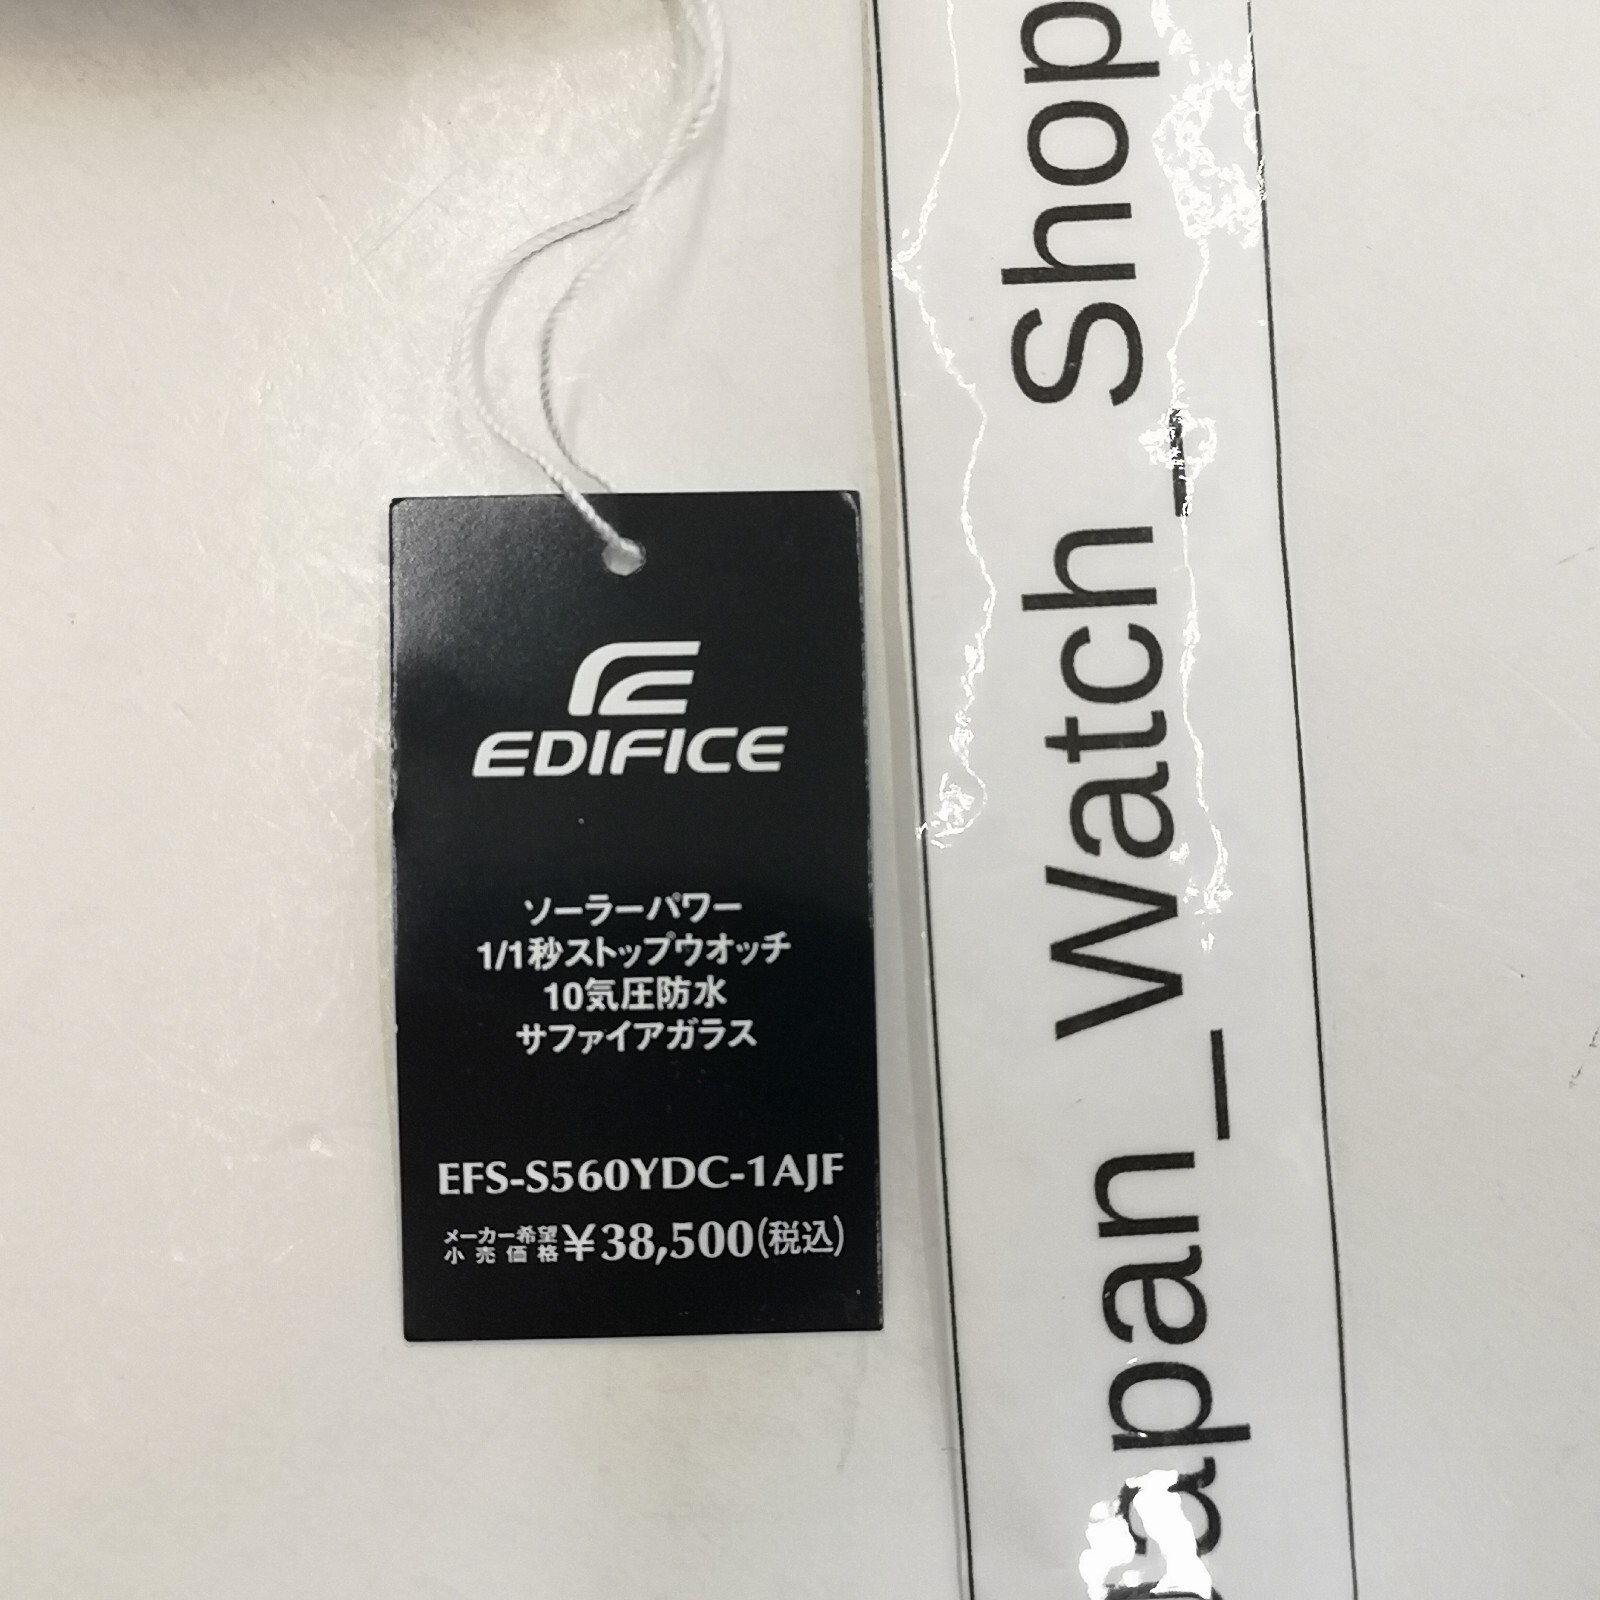 EDIFICE
ソーラーパワー
1/1秒ストップウオッチ
10気圧防水
サファイアガラス
EFS-S560YDC-1AJF
メーカー希望
小売価格
¥38,500(税込)
apan_Watch_Shop